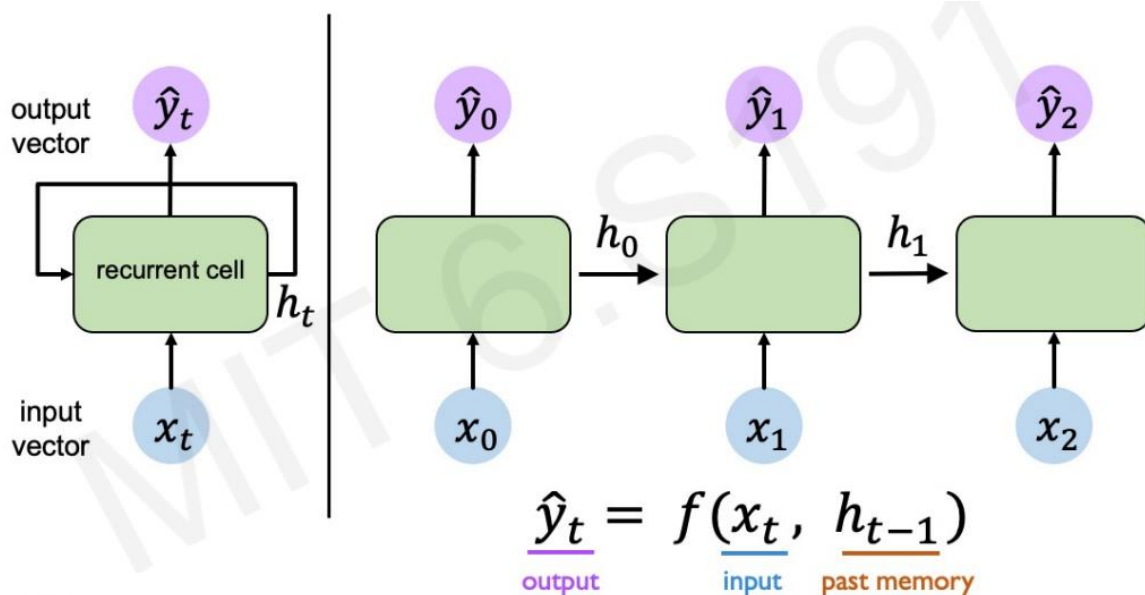 output
vector
ŷₜ
recurrent cell
hₜ
input
vector
xₜ
ŷ₀
ŷ₁
ŷ₂
h₀
h₁
x₀
x₁
x₂
ŷₜ = f(xₜ, hₜ₋₁)
output input past memory
MIT 6.S191